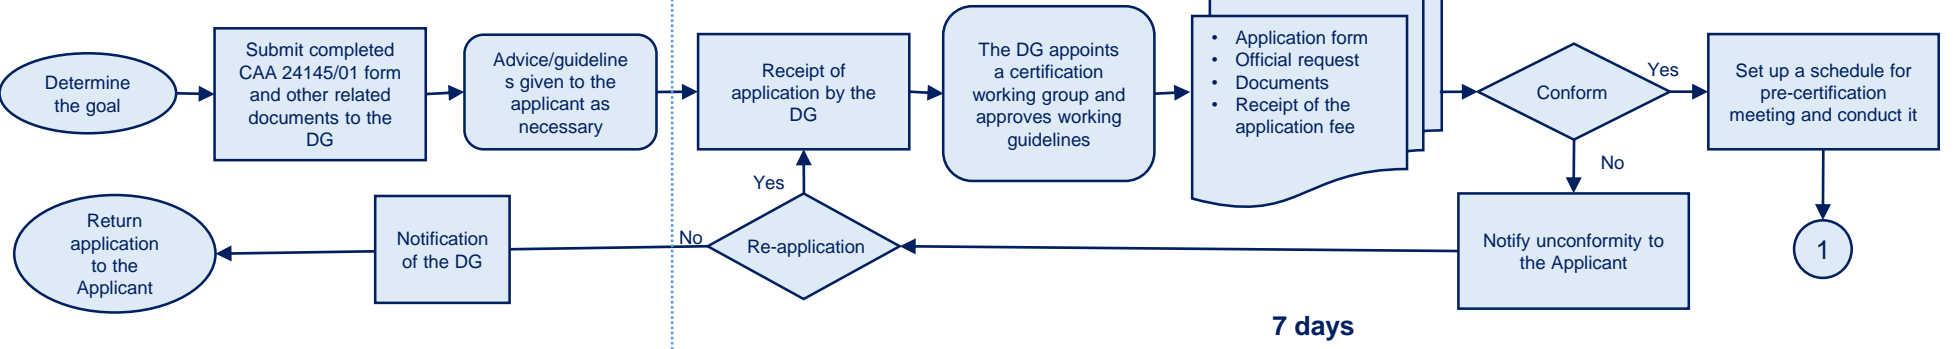 Determine
the goal
Submit completed
CAA 24145/01 form
and other related
documents to the
DG
Advice/guideline
s given to the
applicant as
necessary
Receipt of
application by the
DG
The DG appoints
a certification
working group and
approves working
guidelines
• Application form
• Official request
• Documents
• Receipt of the
application fee
Conform
Yes
Set up a schedule for
pre-certification
meeting and conduct it
No
Yes
Return
application
to the
Applicant
Notification
of the DG
No
Re-application
Notify unconformity to
the Applicant
1
7 days